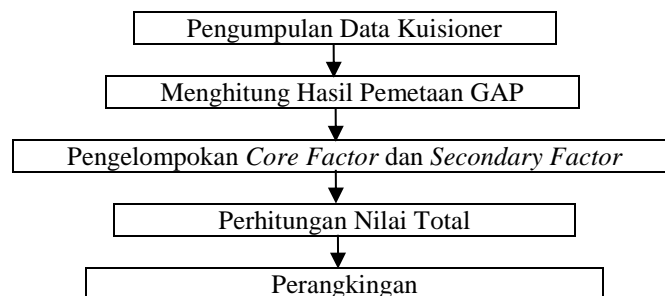 Pengumpulan Data Kuisioner
Menghitung Hasil Pemetaan GAP
Pengelompokan Core Factor dan Secondary Factor
Perhitungan Nilai Total
Perangkingan